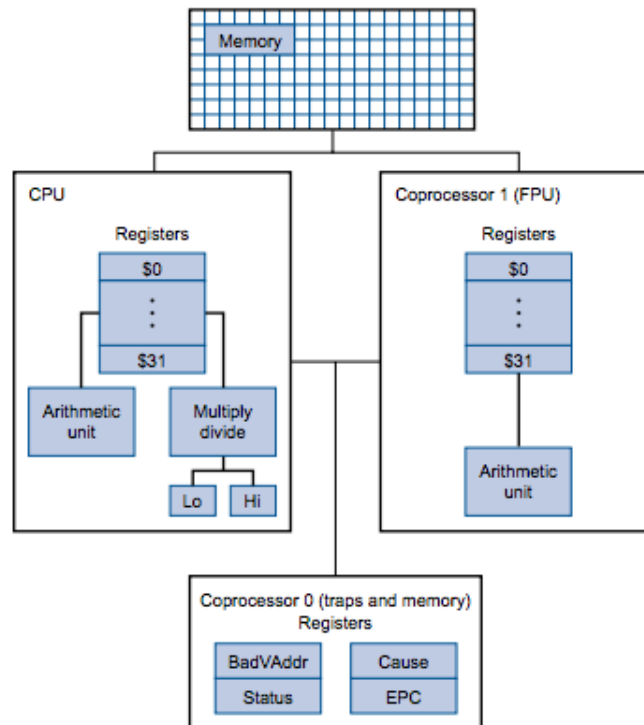 Memory
CPU
Registers
$0
$31
Arithmetic
unit
Multiply
divide
Lo
Hi
Coprocessor 1 (FPU)
Registers
$0
$31
Arithmetic
unit
Coprocessor 0 (traps and memory)
Registers
BadVAddr
Cause
Status
EPC